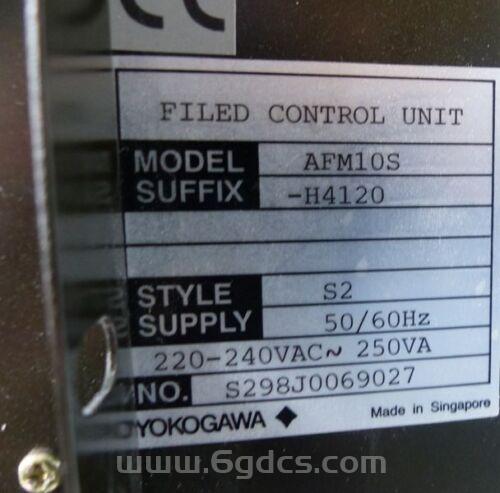 CE
FILED CONTROL UNIT
MODEL AFM10S
SUFFIX -H4120
STYLE S2
SUPPLY 50/60Hz
220-240VAC~ 250VA
NO. S298J0069027
YOKOGAWA ◆ Made in Singapore
www.6gdcs.com